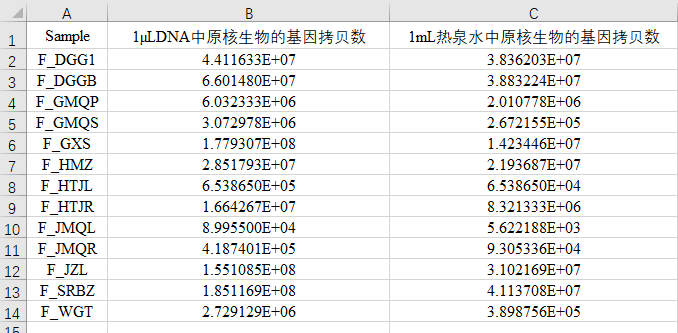 A B C
1 Sample 1μLDNA中原核生物的基因拷贝数 1mL热泉水中原核生物的基因拷贝数
2 F_DGG1 4.411633E+07 3.836203E+07
3 F_DGGB 6.601480E+07 3.883224E+07
4 F_GMQP 6.032333E+06 2.010778E+06
5 F_GMQS 3.072978E+06 2.672155E+05
6 F_GXS 1.779307E+08 1.423446E+07
7 F_HMZ 2.851793E+07 2.193687E+07
8 F_HTJL 6.538650E+05 6.538650E+04
9 F_HTJR 1.664267E+07 8.321333E+06
10 F_JMQL 8.995500E+04 5.622188E+03
11 F_JMQR 4.187401E+05 9.305336E+04
12 F_JZL 1.551085E+08 3.102169E+07
13 F_SRBZ 1.851169E+08 4.113708E+07
14 F_WGT 2.729129E+06 3.898756E+05